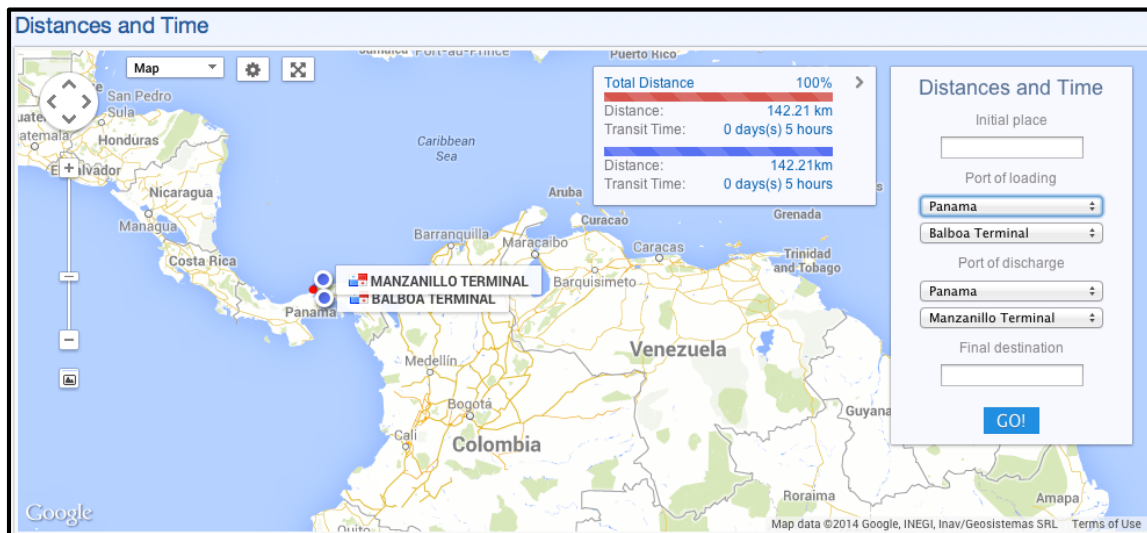 Distances and Time
Port-au-Prince
Puerto Rico
Map
San Pedro
Sula
Honduras
Nicaragua
Managua
Costa Rica
Panama
Caribbean
Sea
Aruba
Curacao
Grenada
Barranquilla
Maracaibo
Caracas
Barquisimeto
Trinidad
and Tobago
MANZANILLO TERMINAL
BALBOA TERMINAL
Medellín
Venezuela
Bogotá
Cali
Colombia
Guyana
Roraima
Amapa
Google
Map data ©2014 Google, INEGI, Inav/Geosistemas SRL
Terms of Use
Total Distance 100%
Distance: 142.21 km
Transit Time: 0 days(s) 5 hours
Distance: 142.21km
Transit Time: 0 days(s) 5 hours
Distances and Time
Initial place
Port of loading
Panama
Balboa Terminal
Port of discharge
Panama
Manzanillo Terminal
Final destination
GO!